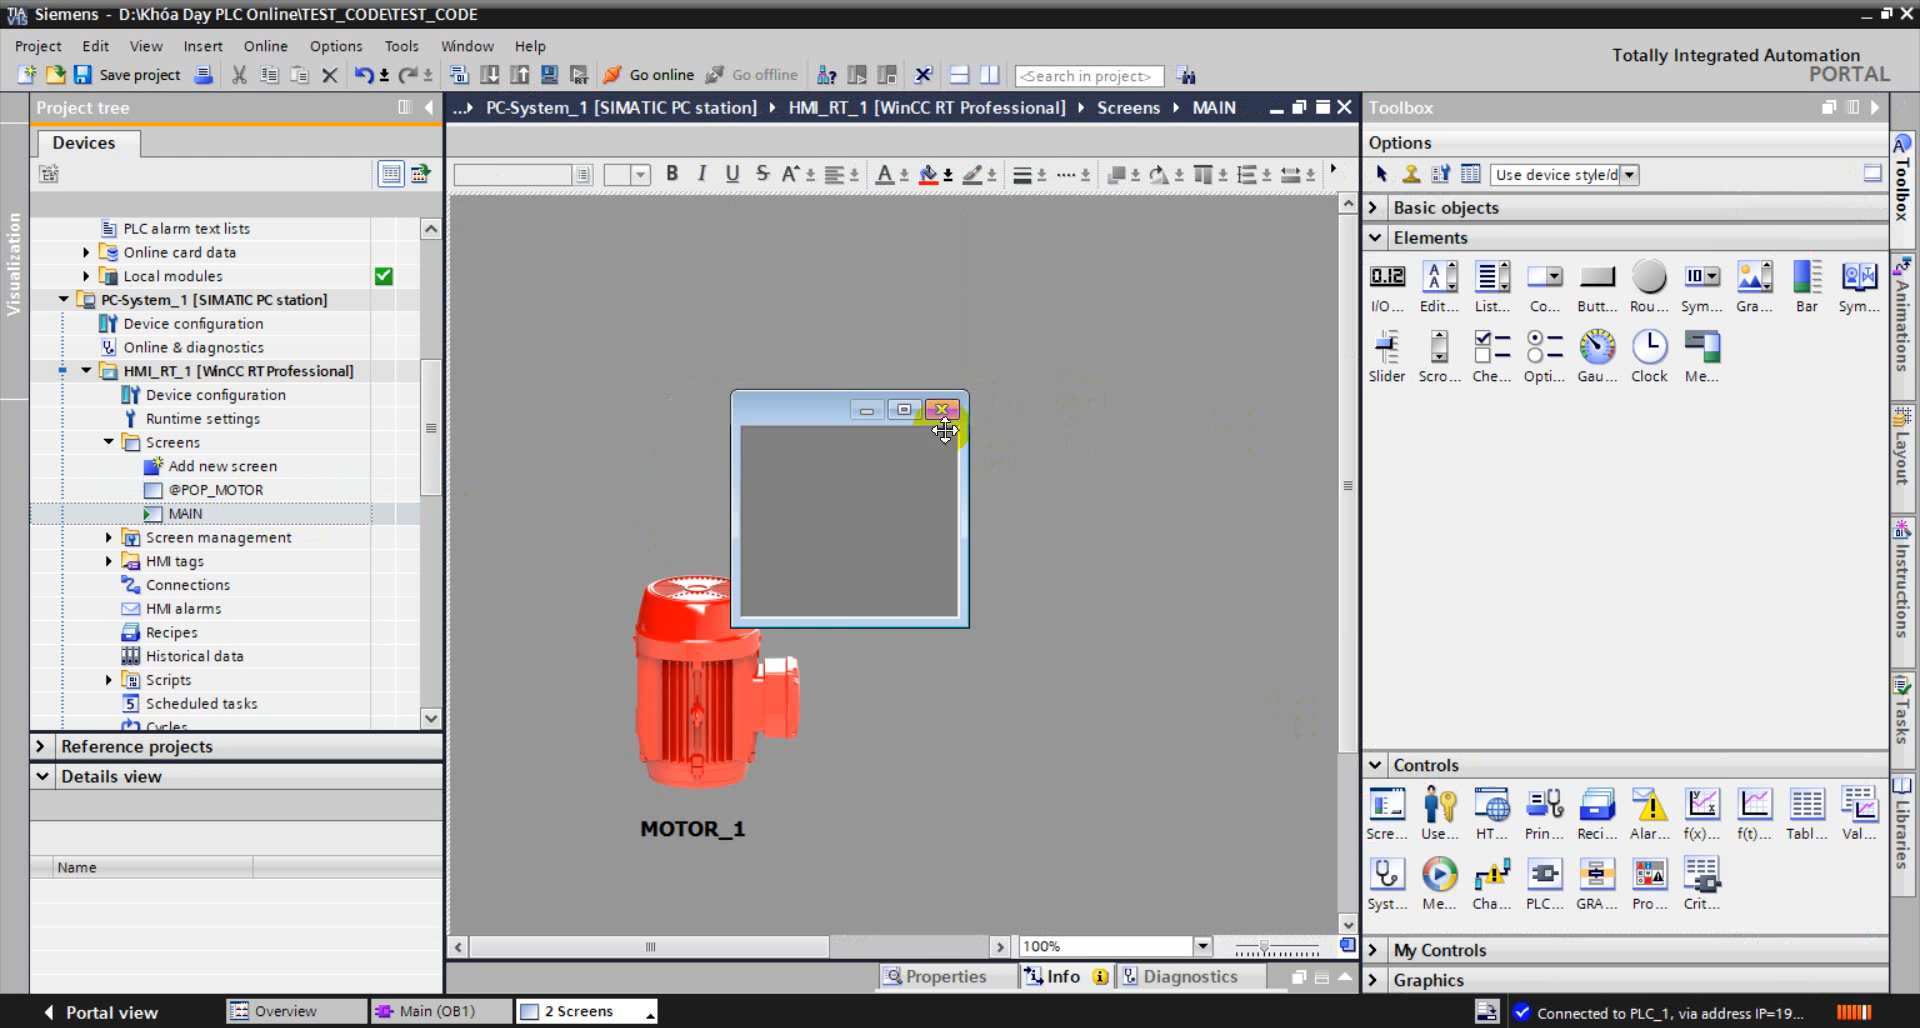 Siemens - D:\Khóa Dạy PLC Online\TEST_CODE\TEST_CODE
Project Edit View Insert Online Options Tools Window Help
Totally Integrated Automation
PORTAL
Save project Go online Go offline <Search in project>
Project tree
...▸ PC-System_1 [SIMATIC PC station] ▸ HMI_RT_1 [WinCC RT Professional] ▸ Screens ▸ MAIN
Toolbox
Devices
Options
B I U S A A
Use device style/d
Visualization
PLC alarm text lists
Online card data
Local modules
PC-System_1 [SIMATIC PC station]
Device configuration
Online & diagnostics
HMI_RT_1 [WinCC RT Professional]
Device configuration
Runtime settings
Screens
Add new screen
@POP_MOTOR
MAIN
Screen management
HMI tags
Connections
HMI alarms
Recipes
Historical data
Scripts
Scheduled tasks
Cycles
Reference projects
Details view
Name
MOTOR_1
100%
Properties Info Diagnostics
Basic objects
Elements
I/O... Edit... List... Co... Butt... Rou... Sym... Gra... Bar Sym...
Slider Scro... Che... Opti... Gau... Clock Me...
Controls
Scre... Use... HT... Prin... Reci... Alar... f(x)... f(t)... Tabl... Val...
Syst... Me... Cha... PLC... GRA... Pro... Crit...
My Controls
Graphics
Toolbox
Animations
Layout
Instructions
Tasks
Libraries
Portal view Overview Main (OB1) 2 Screens
Connected to PLC_1, via address IP=19...